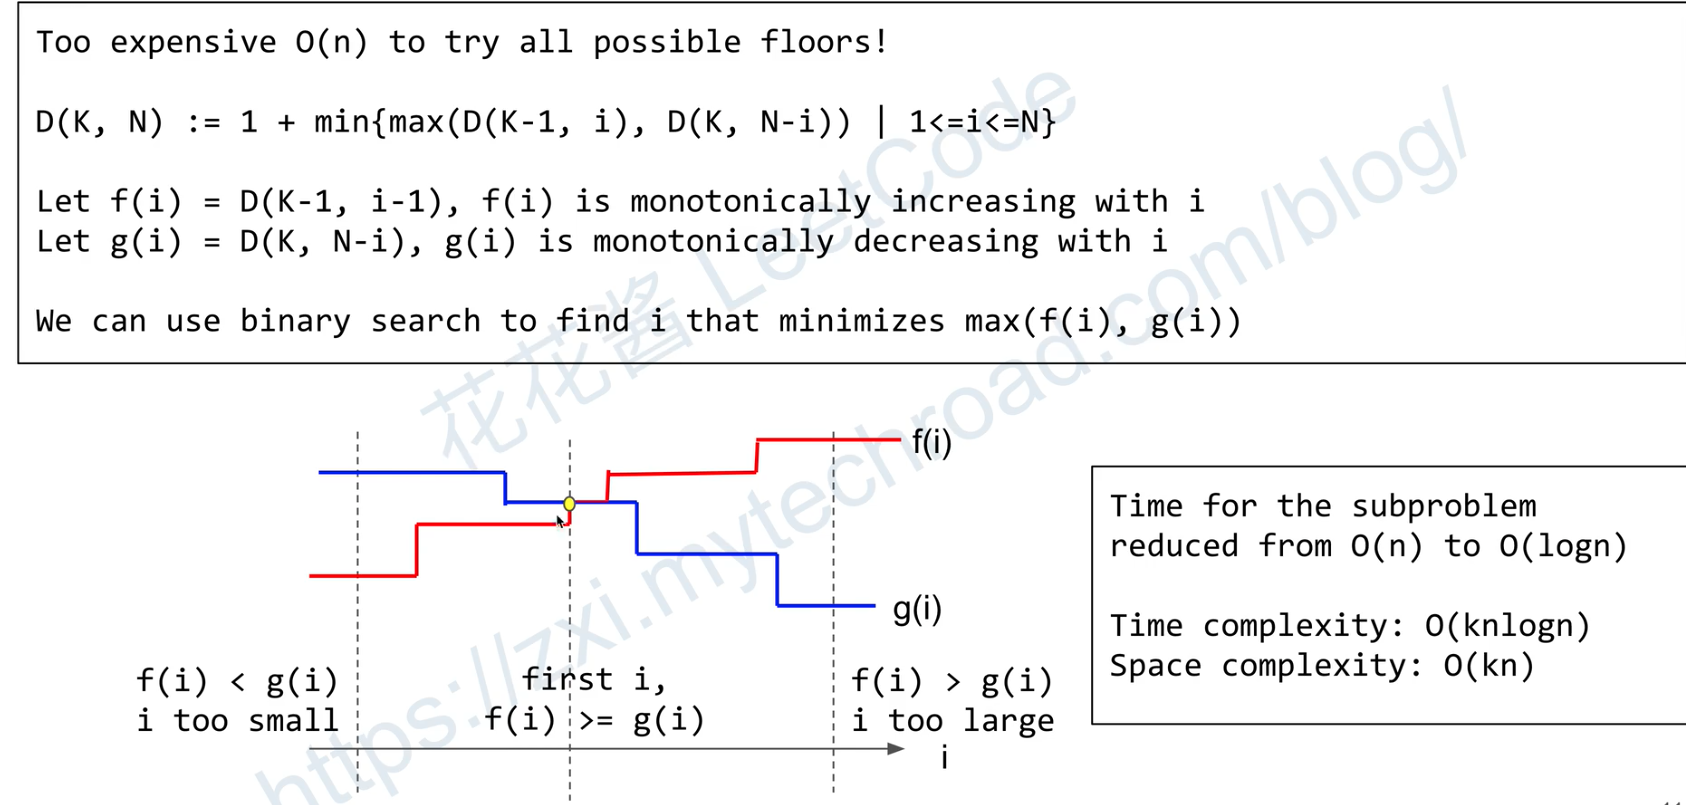 Too expensive O(n) to try all possible floors!
D(K, N) := 1 + min{max(D(K-1, i), D(K, N-i)) | 1<=i<=N}
Let f(i) = D(K-1, i-1), f(i) is monotonically increasing with i
Let g(i) = D(K, N-i), g(i) is monotonically decreasing with i
We can use binary search to find i that minimizes max(f(i), g(i))
花花酱 LeetCode
https://zxi.mytechroad.com/blog/
f(i)
g(i)
f(i) < g(i)
i too small
first i,
f(i) >= g(i)
f(i) > g(i)
i too large
i
Time for the subproblem
reduced from O(n) to O(logn)
Time complexity: O(knlogn)
Space complexity: O(kn)